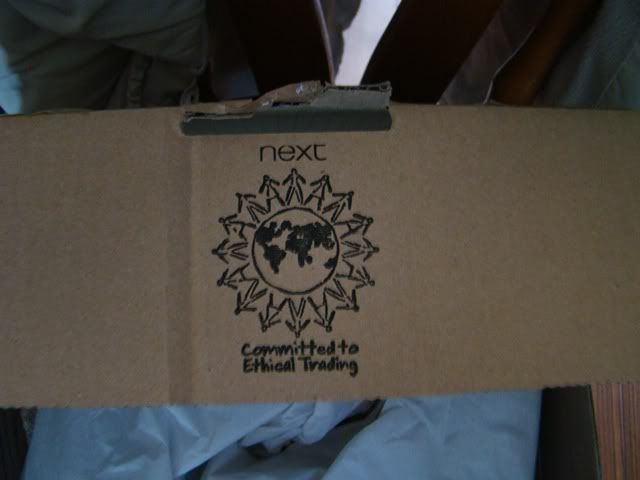 next
Committed to
Ethical Trading